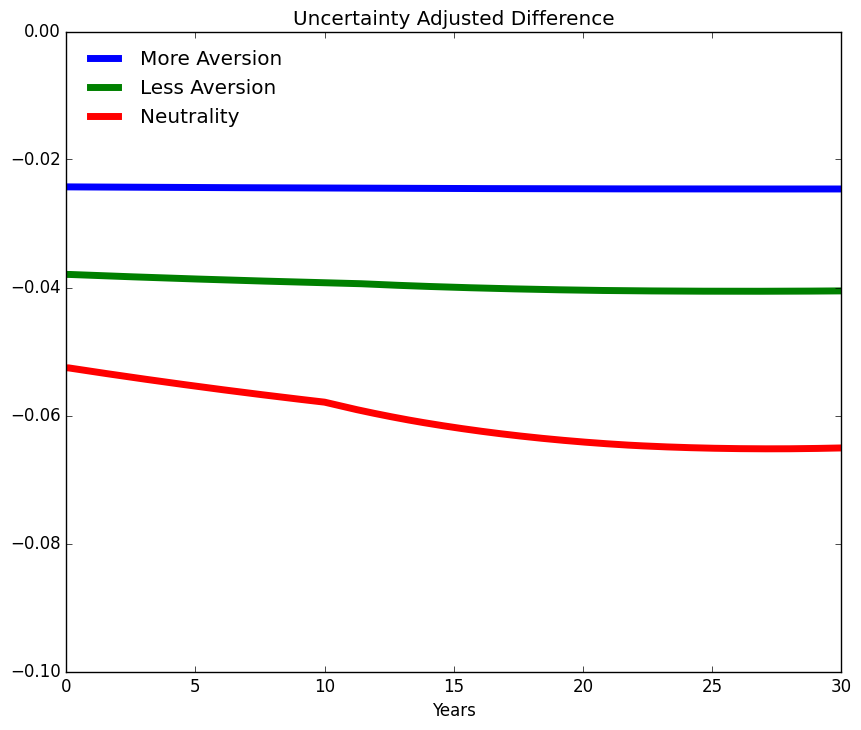 Uncertainty Adjusted Difference
0.00
More Aversion
Less Aversion
Neutrality
−0.02
−0.04
−0.06
−0.08
−0.10
0 5 10 15 20 25 30
Years